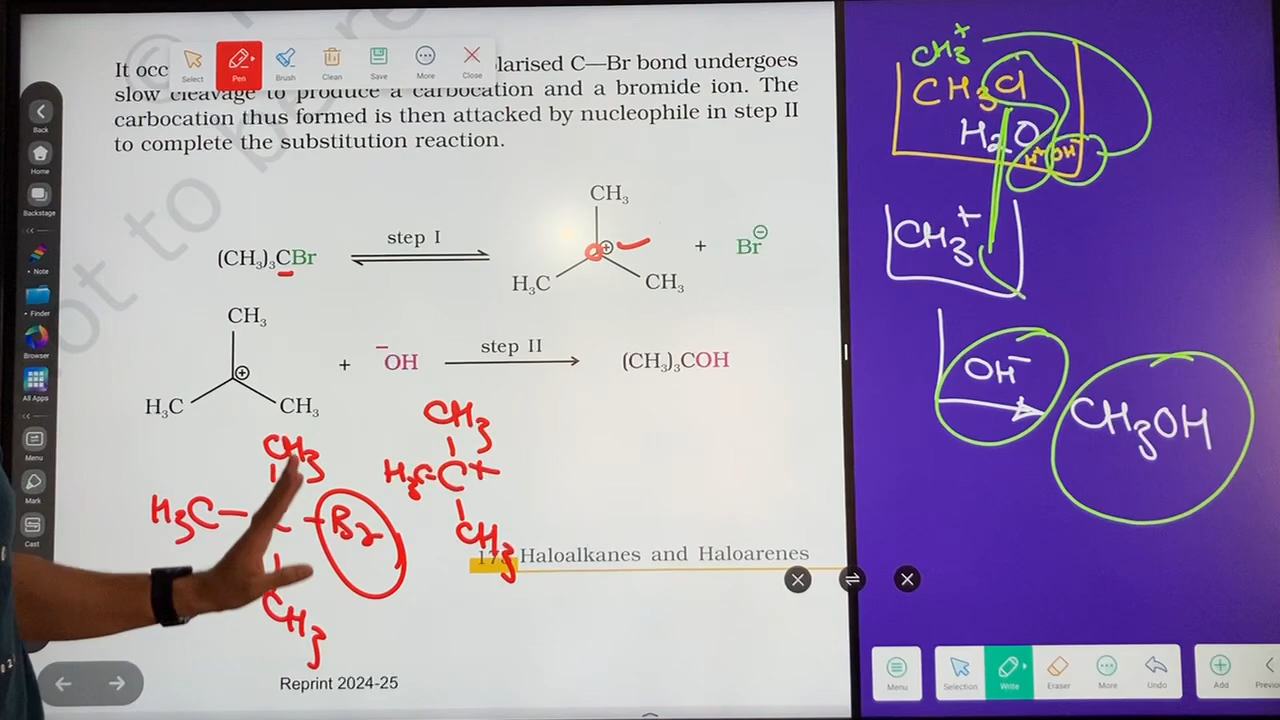 Select Pen Brush Clean Save More Close
It occ larised C—Br bond undergoes
slow cleavage to produce a carbocation and a bromide ion. The
carbocation thus formed is then attacked by nucleophile in step II
to complete the substitution reaction.
(CH₃)₃CBr step I CH₃ H₃C ⊕ CH₃ + Br⊖
CH₃
H₃C ⊕ CH₃ + ⁻OH step II (CH₃)₃COH
CH₃
H₃C– C –Br
CH₃
CH₃
H₃C–C+
CH₃
Haloalkanes and Haloarenes
Reprint 2024-25
Back
Home
Backstage
Note
Finder
Browser
All Apps
Menu
Mark
Cast
CH₃⁺
CH₃Cl
H₂O
H⁺ OH⁻
CH₃⁺
OH⁻
CH₃OH
Menu Selection Write Eraser More Undo Add